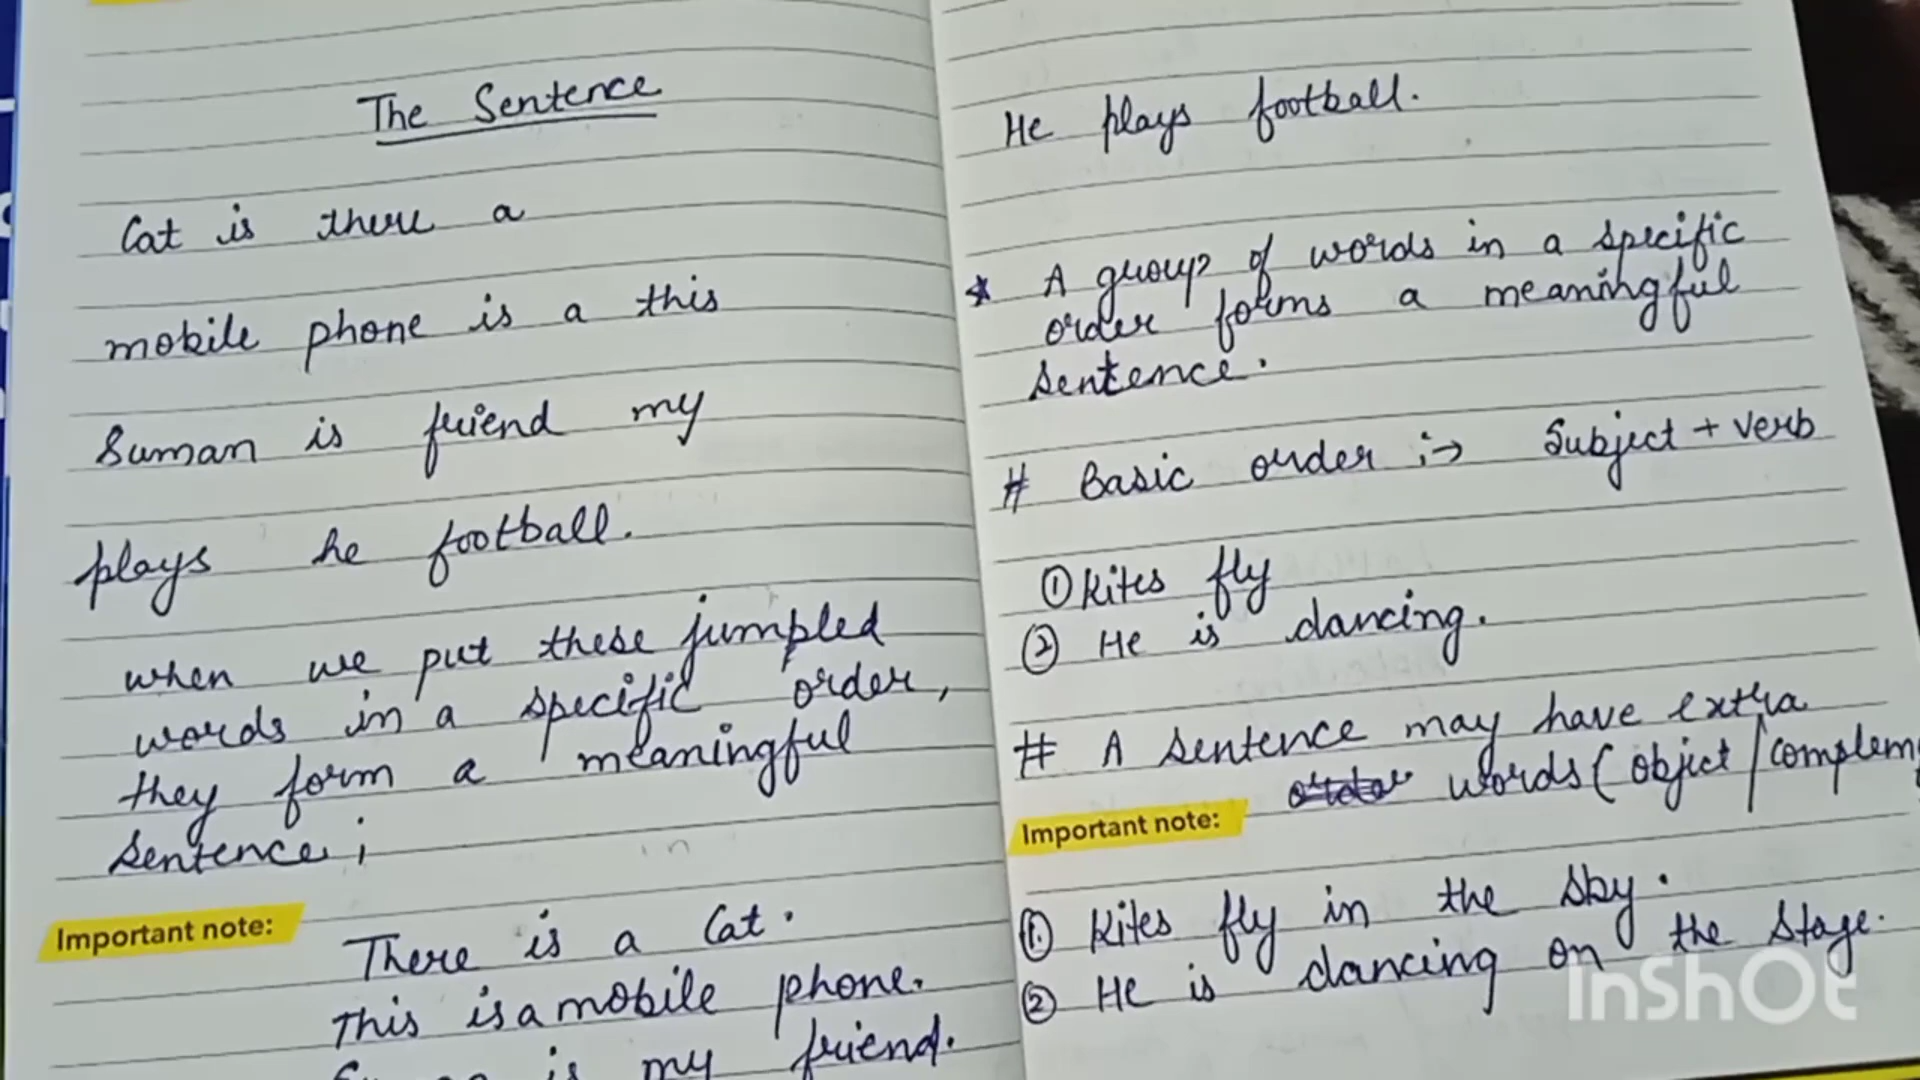 The Sentence
Cat is there a
mobile phone is a this
Suman is friend my
plays he football.
when we put these jumpled
words in a specific order,
they form a meaningful
sentence;
Important note:
There is a Cat.
This is a mobile phone.
is my friend.
He plays football.
* A group of words in a specific
order forms a meaningful
sentence.
# Basic order :→ Subject + verb
① Kites fly
② He is dancing.
# A sentence may have extra
words (object / complem
Important note:
① Kites fly in the sky.
② He is dancing on the stage.
InShOt